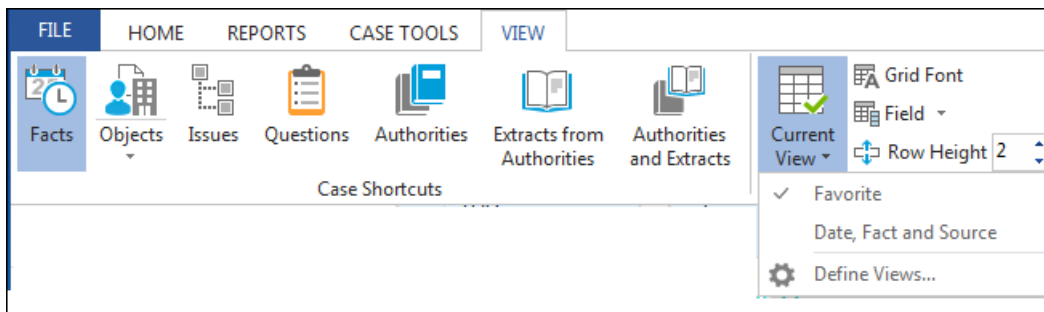 FILE HOME REPORTS CASE TOOLS VIEW
Facts
Objects
Issues
Questions
Authorities
Extracts from
Authorities
Authorities
and Extracts
Case Shortcuts
Current
View
Grid Font
Field
Row Height 2
Favorite
Date, Fact and Source
Define Views...